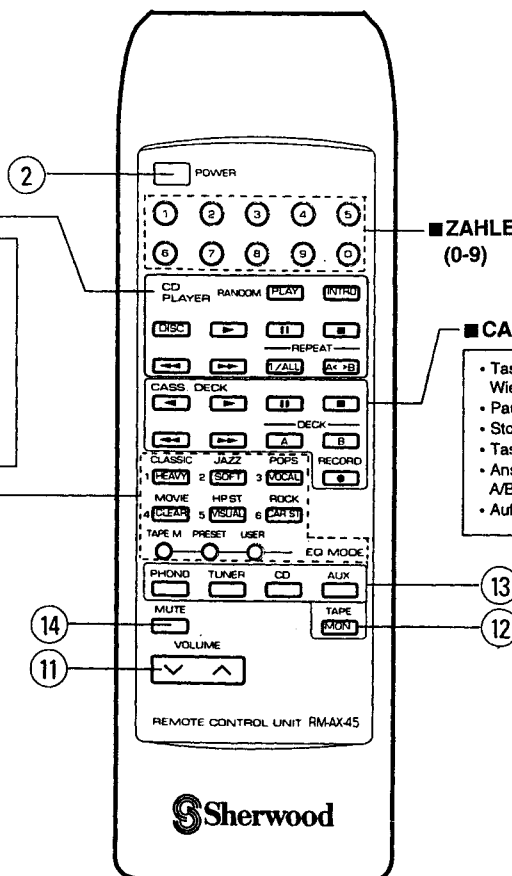 2 POWER
1 2 3 4 5
6 7 8 9 0
■ZAHLE
(0-9)
CD PLAYER RANDOM PLAY INTRO
DISC ► II ■
REPEAT
◄◄ ►► 1/ALL A<>B
■CA
• Tas
Wie
• Pau
• Sto
• Tas
• Ans
A/B
• Auf
CASS. DECK
◄ ► II ■
DECK
◄◄ ►► A B
CLASSIC JAZZ POPS RECORD
1 HEAVY 2 SOFT 3 VOCAL ●
MOVIE HP ST ROCK
4 CLEAR 5 VISUAL 6 CAR ST
TAPE M PRESET USER EQ MODE
PHONO TUNER CD AUX 13
MUTE TAPE
14 MON 12
VOLUME
11
REMOTE CONTROL UNIT RM-AX-45
Sherwood